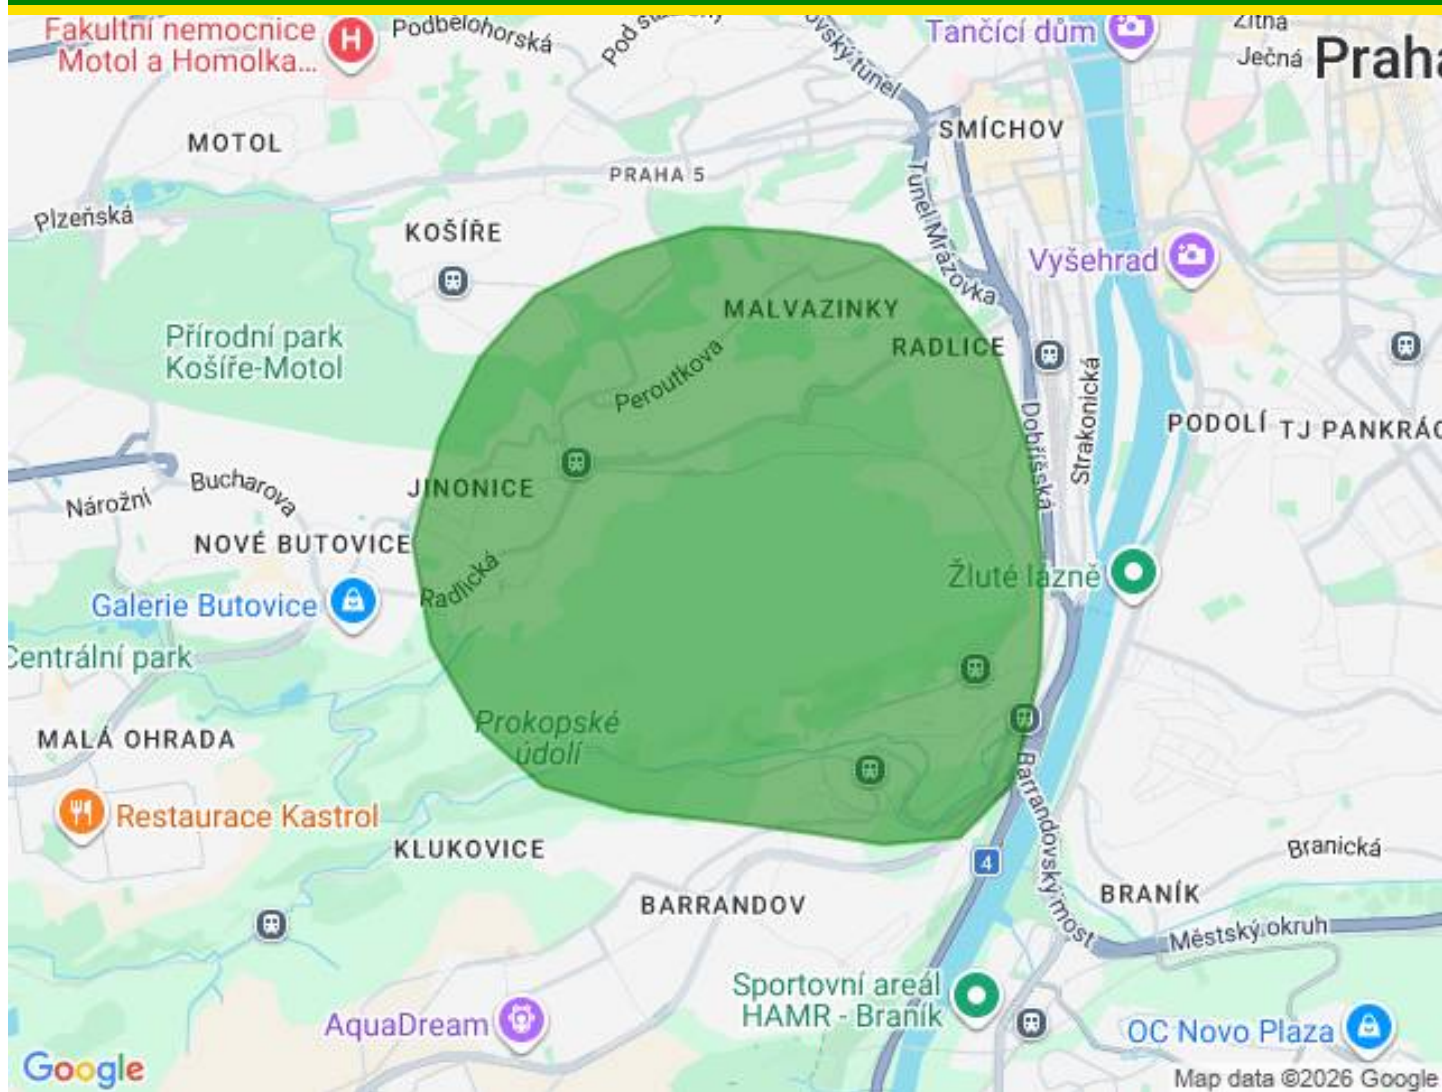 Fakultní nemocnice
Motol a Homolka...
Podbělohorská
Tančící dům
Žitná
Ječná
Praha
MOTOL
SMÍCHOV
PRAHA 5
Tunel Mrázovka
Plzeňská
KOŠÍŘE
Vyšehrad
MALVAZINKY
RADLICE
Přírodní park
Košíře-Motol
Peroutkova
Dobříšská
Strakonická
PODOLÍ
TJ PANKRÁC
Bucharova
Nárožní
JINONICE
NOVÉ BUTOVICE
Radlická
Žluté lázně
Galerie Butovice
Centrální park
Prokopské
údolí
MALÁ OHRADA
Restaurace Kastrol
Barrandovský most
KLUKOVICE
4
Branická
BARRANDOV
BRANÍK
Městský okruh
Sportovní areál
HAMR - Braník
AquaDream
OC Novo Plaza
Google
Map data ©2026 Google